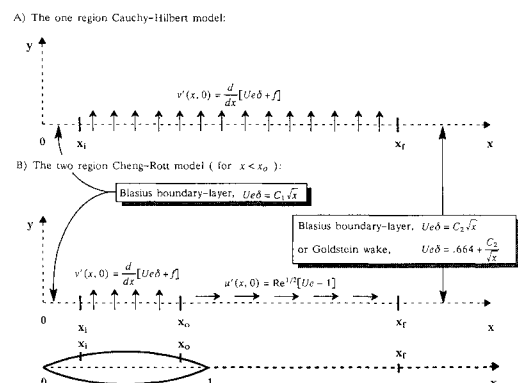 A) The one region Cauchy-Hilbert model:
y
v'(x, 0) = d/dx [Ueδ + f]
0 xi xf x
B) The two region Cheng-Rott model ( for x < xo ):
Blasius boundary-layer, Ueδ = C1 √x
y
Blasius boundary-layer, Ueδ = C2 √x
or Goldstein wake, Ueδ = .664 + C2/√x
v'(x, 0) = d/dx [Ueδ + f]
u'(x, 0) = Re^1/2 [Ue − 1]
0 xi xo xf x
xi xo xf
0 1 x